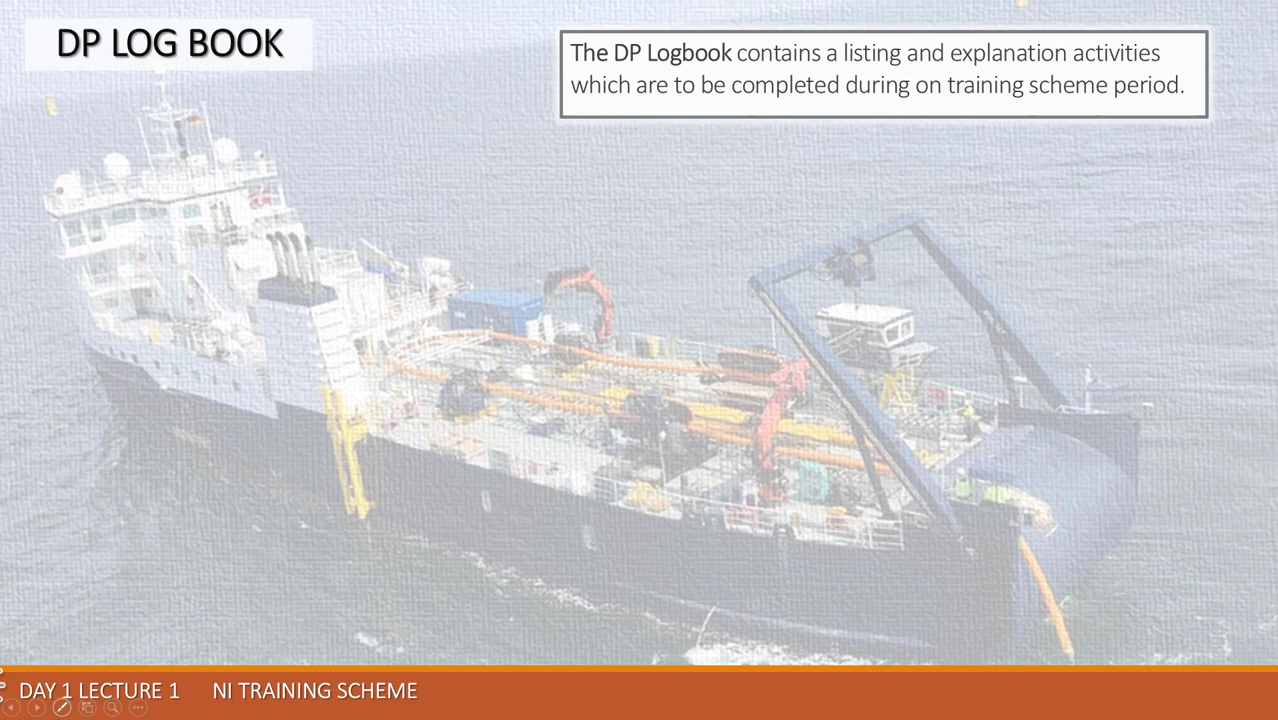 DP LOG BOOK
The DP Logbook contains a listing and explanation activities
which are to be completed during on training scheme period.
DAY 1 LECTURE 1 NI TRAINING SCHEME